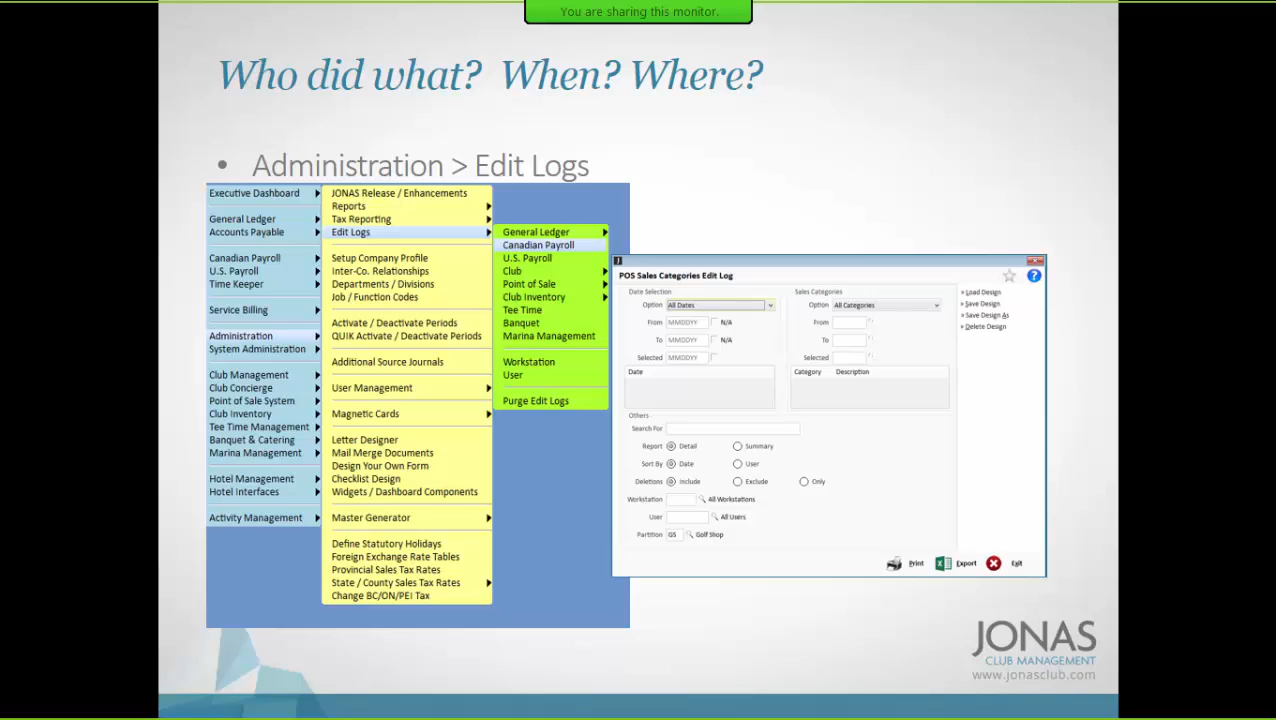 You are sharing this monitor.
Who did what? When? Where?
• Administration > Edit Logs
Executive Dashboard
General Ledger
Accounts Payable
Canadian Payroll
U.S. Payroll
Time Keeper
Service Billing
Administration
System Administration
Club Management
Club Concierge
Point of Sale System
Club Inventory
Tee Time Management
Banquet & Catering
Marina Management
Hotel Management
Hotel Interfaces
Activity Management
JONAS Release / Enhancements
Reports
Tax Reporting
Edit Logs
Setup Company Profile
Inter-Co. Relationships
Departments / Divisions
Job / Function Codes
Activate / Deactivate Periods
QUIK Activate / Deactivate Periods
Additional Source Journals
User Management
Magnetic Cards
Letter Designer
Mail Merge Documents
Design Your Own Form
Checklist Design
Widgets / Dashboard Components
Master Generator
Define Statutory Holidays
Foreign Exchange Rate Tables
Provincial Sales Tax Rates
State / County Sales Tax Rates
Change BC/ON/PEI Tax
General Ledger
Canadian Payroll
U.S. Payroll
Club
Point of Sale
Club Inventory
Tee Time
Banquet
Marina Management
Workstation
User
Purge Edit Logs
J
POS Sales Categories Edit Log
?
Date Selection
Option All Dates
From MMDDYY N/A
To MMDDYY N/A
Selected MMDDYY
Date
Sales Categories
Option All Categories
From
To
Selected
Category Description
» Load Design
» Save Design
» Save Design As
» Delete Design
Others
Search For
Report Detail Summary
Sort By Date User
Deletions Include Exclude Only
Workstation All Workstations
User All Users
Partition GS Golf Shop
Print Export Exit
JONAS
CLUB MANAGEMENT
www.jonasclub.com